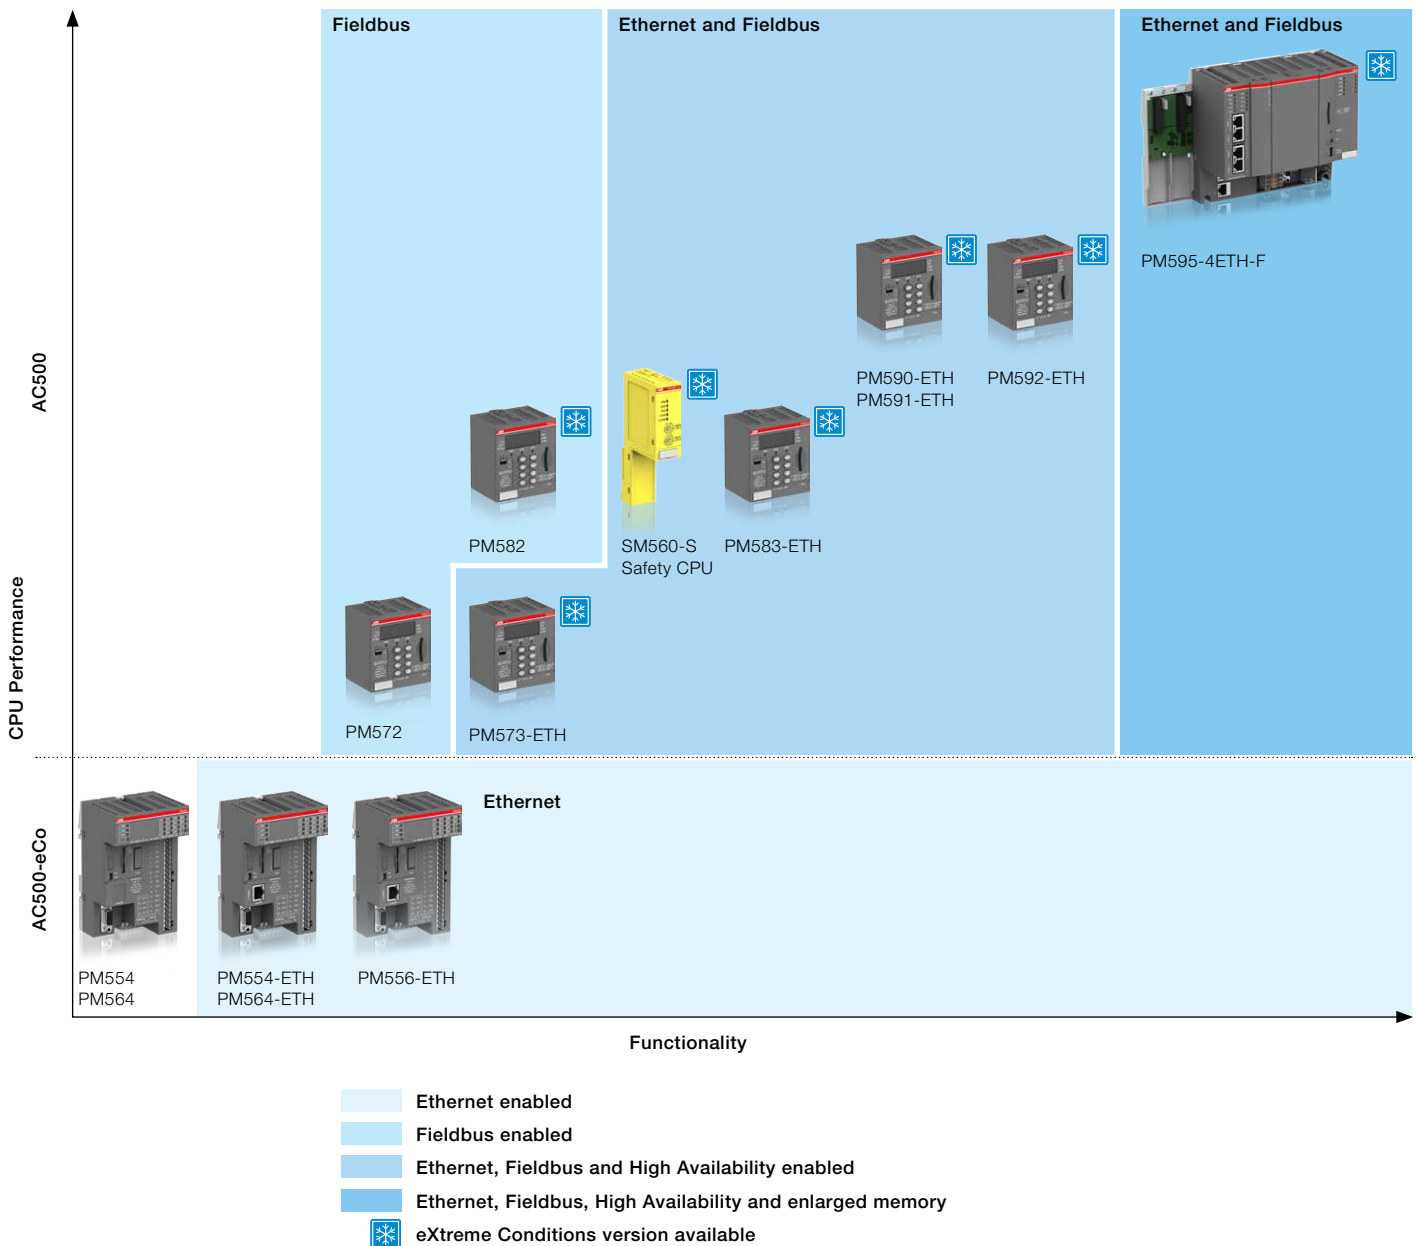 Fieldbus
Ethernet and Fieldbus
Ethernet and Fieldbus
PM595-4ETH-F
AC500
PM590-ETH
PM591-ETH
PM592-ETH
PM582
SM560-S
Safety CPU
PM583-ETH
CPU Performance
PM572
PM573-ETH
Ethernet
AC500-eCo
PM554
PM564
PM554-ETH
PM564-ETH
PM556-ETH
Functionality
Ethernet enabled
Fieldbus enabled
Ethernet, Fieldbus and High Availability enabled
Ethernet, Fieldbus, High Availability and enlarged memory
eXtreme Conditions version available